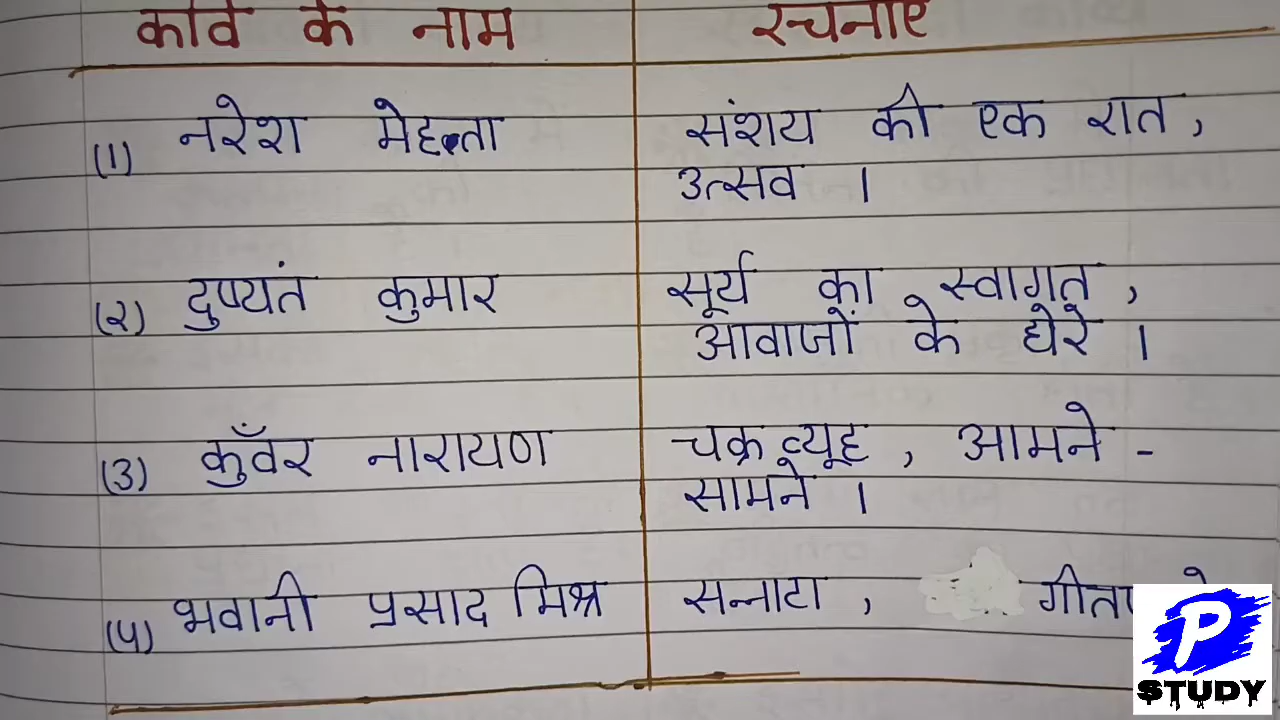 कवि के नाम रचनाएँ
(1) नरेश मेहता संशय की एक रात,
उत्सव ।
(२) दुष्यंत कुमार सूर्य का स्वागत,
आवाजों के घेरे ।
(3) कुँवर नारायण चक्रव्यूह, आमने -
सामने ।
(५) भवानी प्रसाद मिश्र सन्नाटा,
P
STUDY